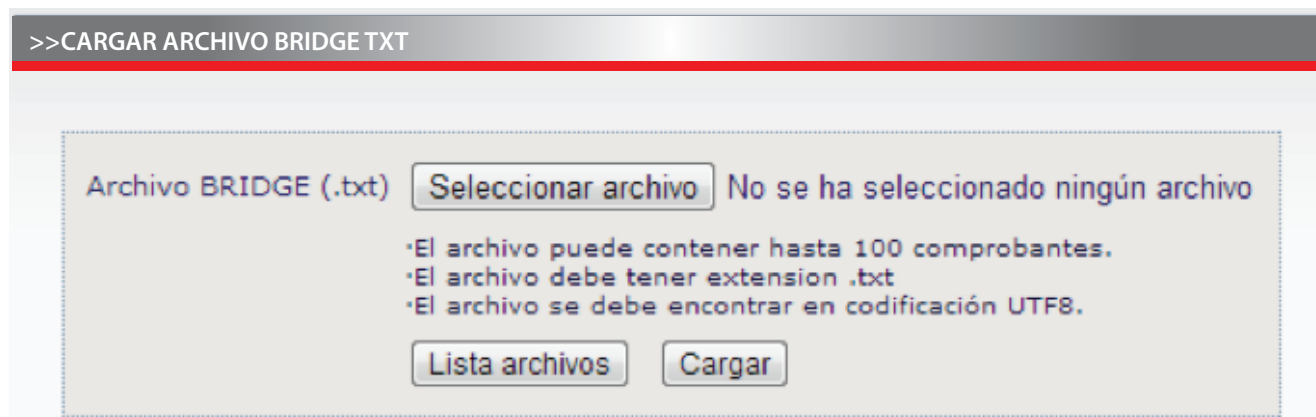 >>CARGAR ARCHIVO BRIDGE TXT
Archivo BRIDGE (.txt) Seleccionar archivo No se ha seleccionado ningún archivo
·El archivo puede contener hasta 100 comprobantes.
·El archivo debe tener extension .txt
·El archivo se debe encontrar en codificación UTF8.
Lista archivos Cargar